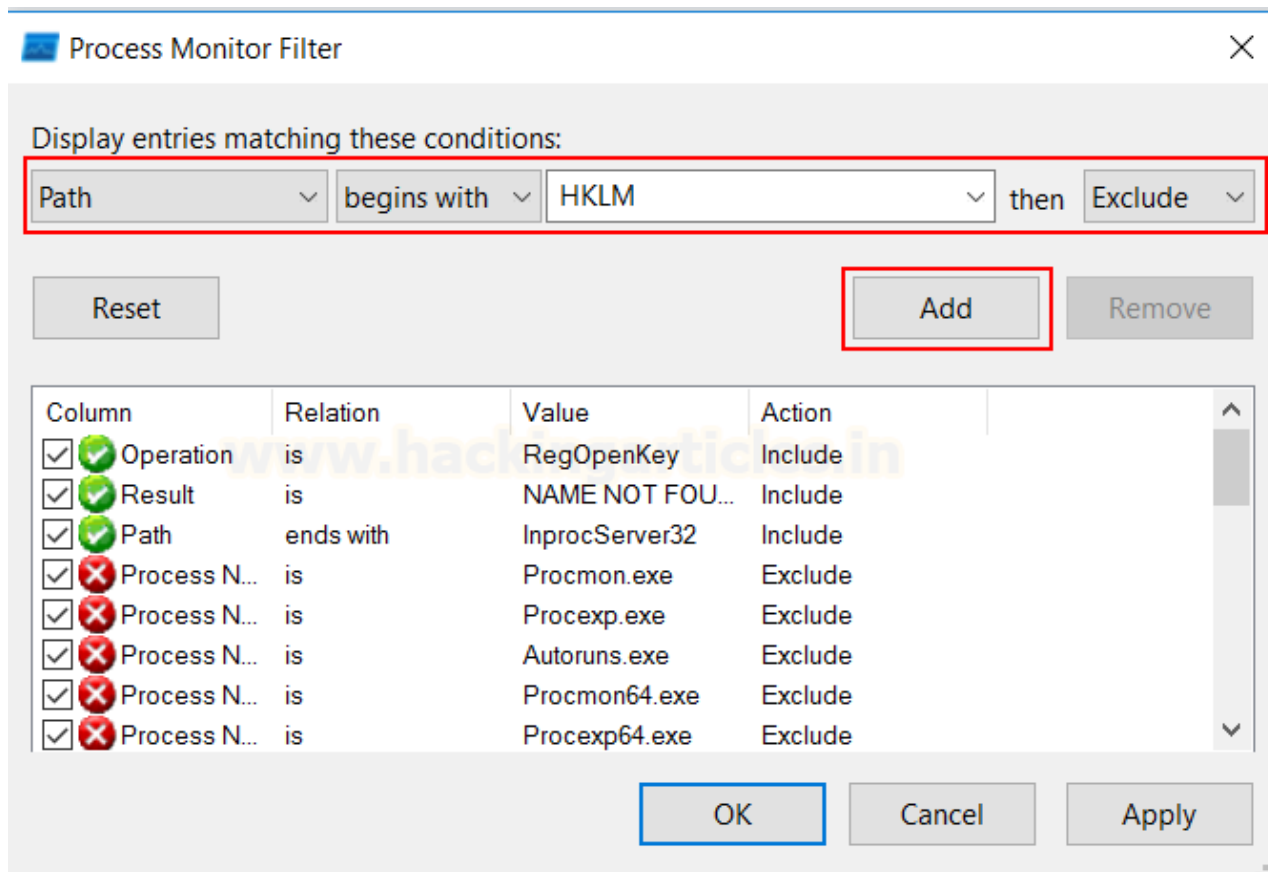 Process Monitor Filter
Display entries matching these conditions:
Path begins with HKLM then Exclude
Reset Add Remove
Column Relation Value Action
www.hackingarticles.in
Operation is RegOpenKey Include
Result is NAME NOT FOU... Include
Path ends with InprocServer32 Include
Process N... is Procmon.exe Exclude
Process N... is Procexp.exe Exclude
Process N... is Autoruns.exe Exclude
Process N... is Procmon64.exe Exclude
Process N... is Procexp64.exe Exclude
OK Cancel Apply